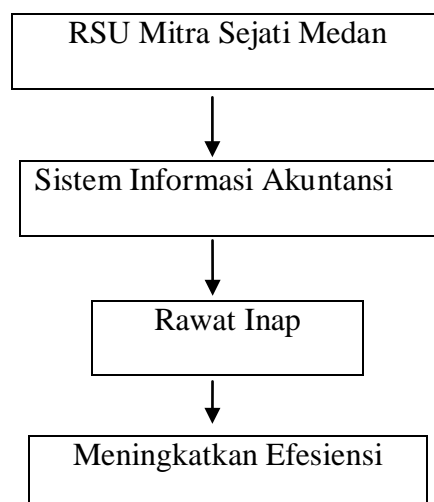 RSU Mitra Sejati Medan
Sistem Informasi Akuntansi
Rawat Inap
Meningkatkan Efesiensi